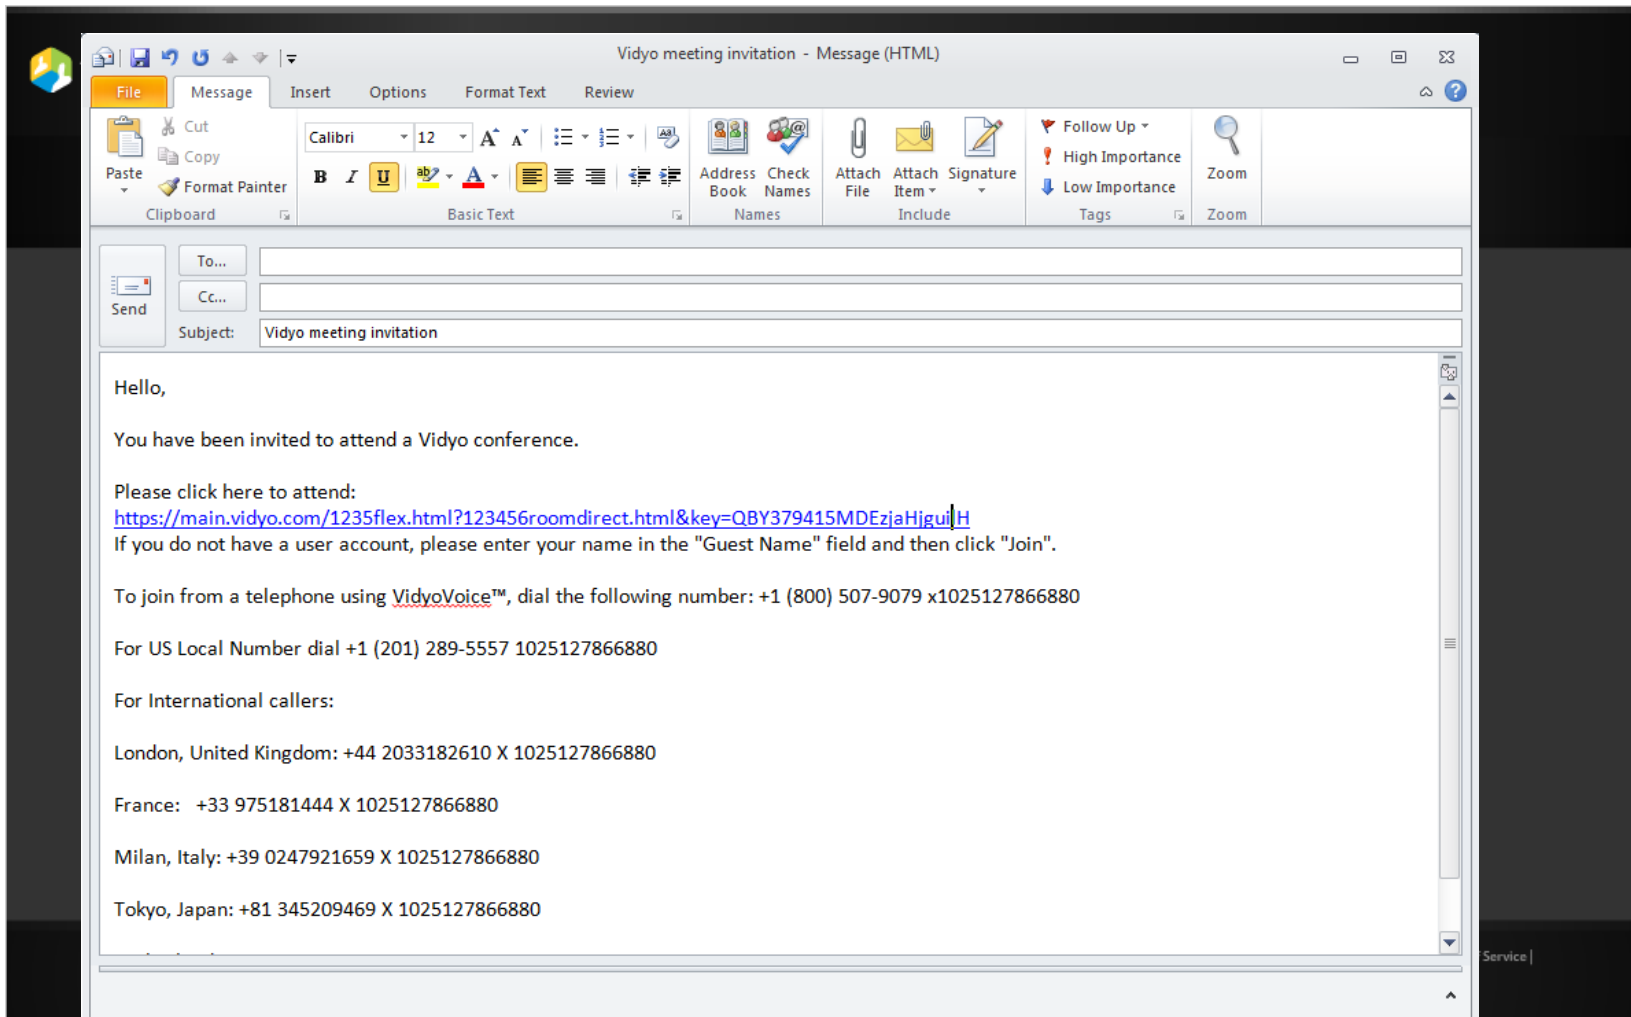 Vidyo meeting invitation - Message (HTML)
File Message Insert Options Format Text Review
Paste
Cut
Copy
Format Painter
Clipboard
Calibri 12
B I U
Basic Text
Address Book
Check Names
Names
Attach File
Attach Item
Signature
Include
Follow Up
High Importance
Low Importance
Tags
Zoom
Zoom
Send
To...
Cc...
Subject: Vidyo meeting invitation
Hello,
You have been invited to attend a Vidyo conference.
Please click here to attend:
https://main.vidyo.com/1235flex.html?123456roomdirect.html&key=QBY379415MDEzjaHjgui
If you do not have a user account, please enter your name in the "Guest Name" field and then click "Join".
To join from a telephone using VidyoVoice™, dial the following number: +1 (800) 507-9079 x1025127866880
For US Local Number dial +1 (201) 289-5557 1025127866880
For International callers:
London, United Kingdom: +44 2033182610 X 1025127866880
France: +33 975181444 X 1025127866880
Milan, Italy: +39 0247921659 X 1025127866880
Tokyo, Japan: +81 345209469 X 1025127866880
Service |